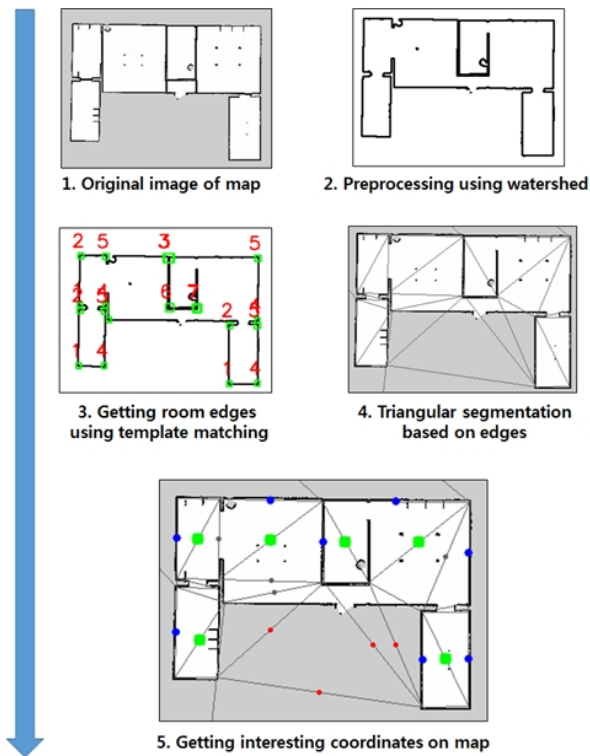 1. Original image of map
2. Preprocessing using watershed
2 5 3 5
2 5 6 7 2
1 4 1 4
3. Getting room edges
using template matching
4. Triangular segmentation
based on edges
5. Getting interesting coordinates on map